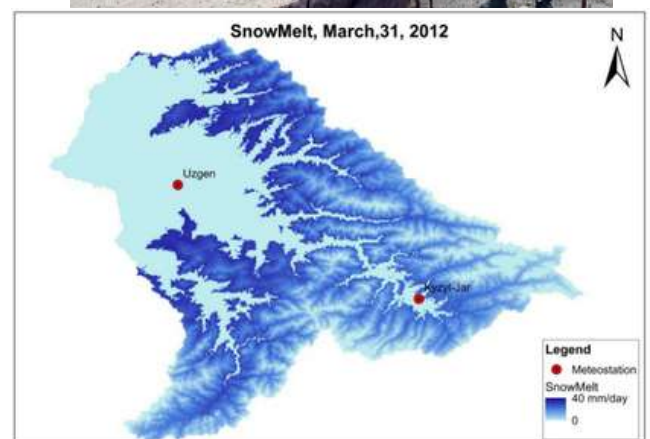 SnowMelt, March,31, 2012
N
Uzgen
Kyzyl-Jar
Legend
Meteostation
SnowMelt
40 mm/day
0